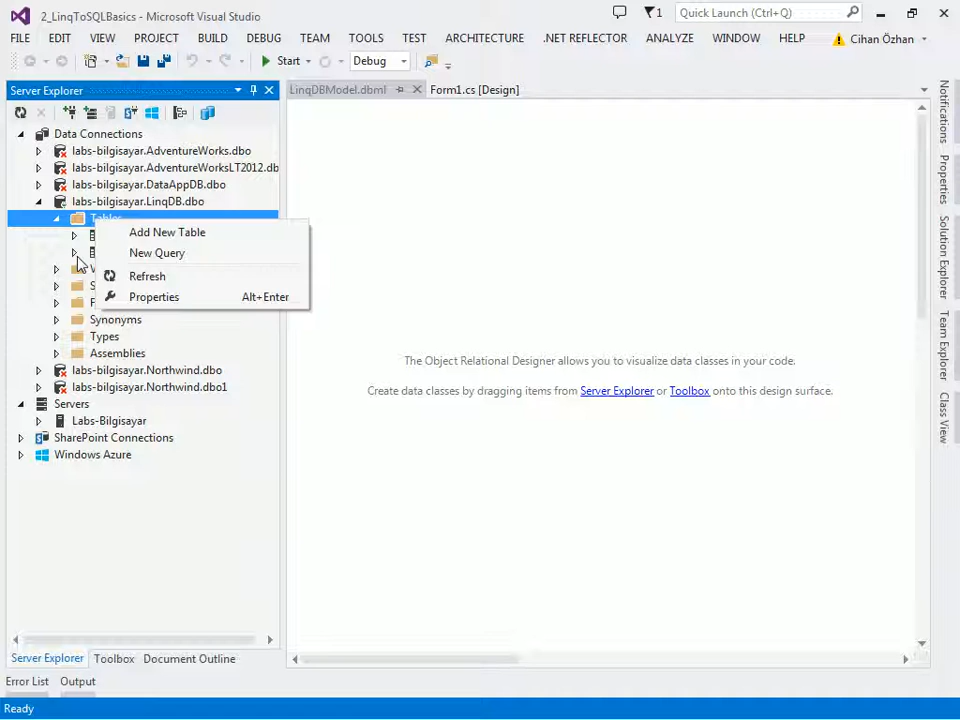 2_LinqToSQLBasics - Microsoft Visual Studio
1
Quick Launch (Ctrl+Q)
FILE EDIT VIEW PROJECT BUILD DEBUG TEAM TOOLS TEST ARCHITECTURE .NET REFLECTOR ANALYZE WINDOW HELP Cihan Özhan
Start Debug
Server Explorer
LinqDBModel.dbml Form1.cs [Design]
Data Connections
labs-bilgisayar.AdventureWorks.dbo
labs-bilgisayar.AdventureWorksLT2012.db
labs-bilgisayar.DataAppDB.dbo
labs-bilgisayar.LinqDB.dbo
Tables
Add New Table
New Query
Refresh
Properties Alt+Enter
Synonyms
Types
Assemblies
labs-bilgisayar.Northwind.dbo
labs-bilgisayar.Northwind.dbo1
Servers
Labs-Bilgisayar
SharePoint Connections
Windows Azure
The Object Relational Designer allows you to visualize data classes in your code.
Create data classes by dragging items from Server Explorer or Toolbox onto this design surface.
Notifications
Properties
Solution Explorer
Team Explorer
Class View
Server Explorer Toolbox Document Outline
Error List Output
Ready